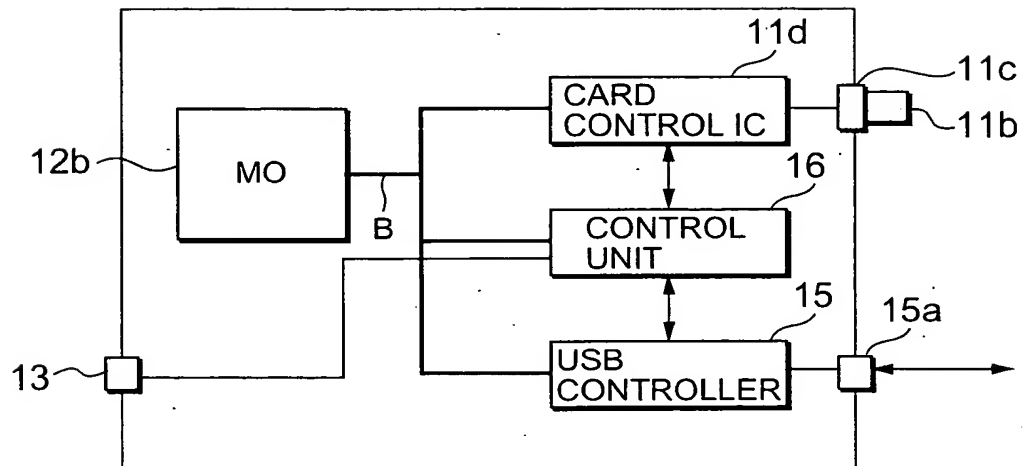 11d
11c
CARD
CONTROL IC
11b
12b
MO
16
B
CONTROL
UNIT
15
15a
13
USB
CONTROLLER